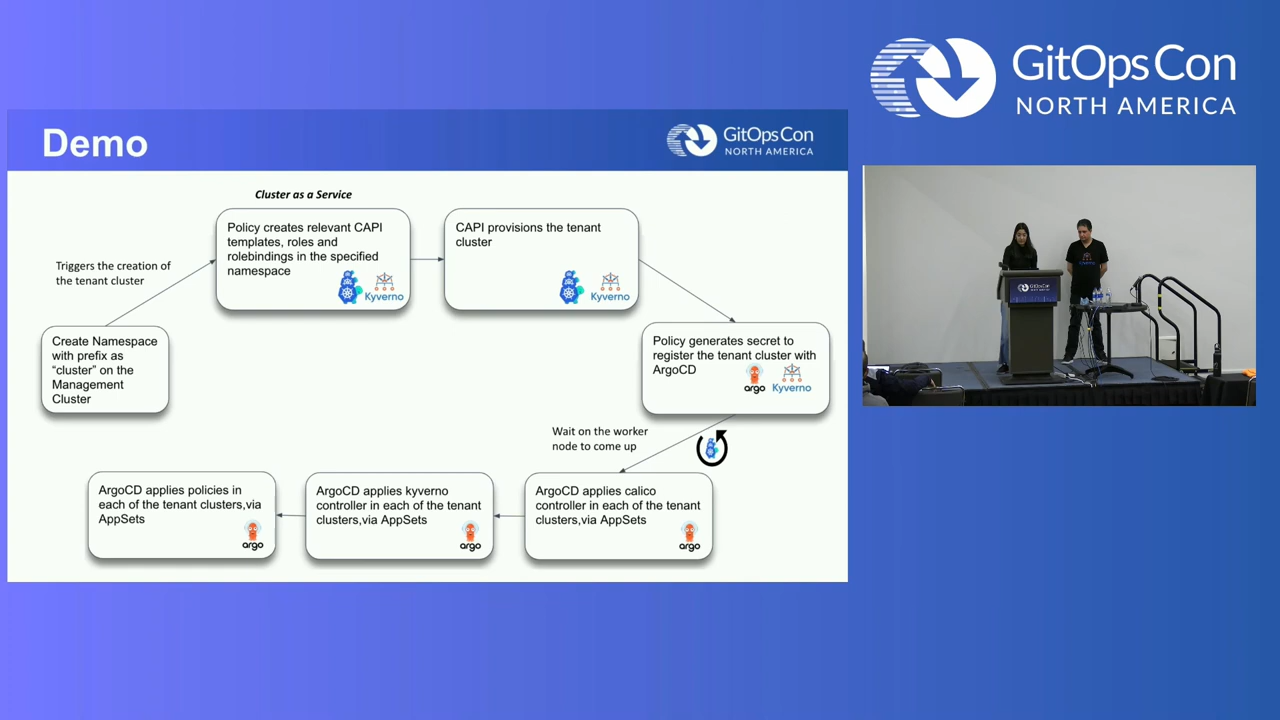 GitOpsCon
NORTH AMERICA
Demo
GitOpsCon
NORTH AMERICA
Cluster as a Service
Triggers the creation of
the tenant cluster
Create Namespace
with prefix as
“cluster” on the
Management
Cluster
Policy creates relevant CAPI
templates, roles and
rolebindings in the specified
namespace
Kyverno
CAPI provisions the tenant
cluster
Kyverno
Policy generates secret to
register the tenant cluster with
ArgoCD
argo
Kyverno
Wait on the worker
node to come up
ArgoCD applies calico
controller in each of the tenant
clusters,via AppSets
argo
ArgoCD applies kyverno
controller in each of the tenant
clusters,via AppSets
argo
ArgoCD applies policies in
each of the tenant clusters,via
AppSets
argo
GitOpsCon